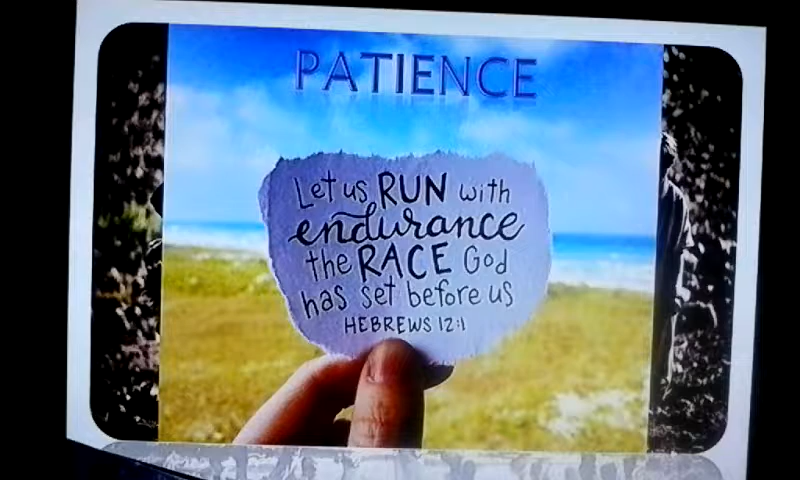 PATIENCE
Let us RUN with
endurance
the RACE God
has set before us
HEBREWS 12:1